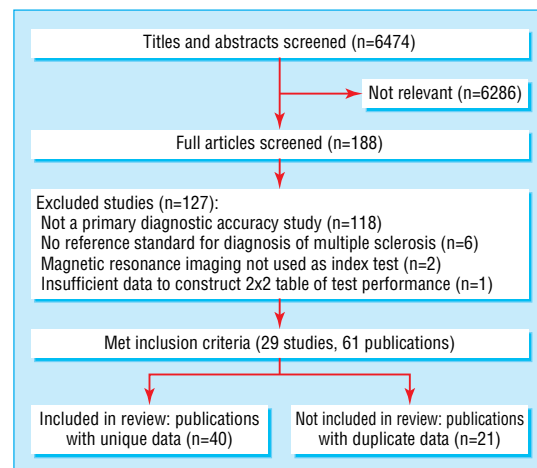 Titles and abstracts screened (n=6474)
Not relevant (n=6286)
Full articles screened (n=188)
Excluded studies (n=127):
Not a primary diagnostic accuracy study (n=118)
No reference standard for diagnosis of multiple sclerosis (n=6)
Magnetic resonance imaging not used as index test (n=2)
Insufficient data to construct 2x2 table of test performance (n=1)
Met inclusion criteria (29 studies, 61 publications)
Included in review: publications
with unique data (n=40)
Not included in review: publications
with duplicate data (n=21)